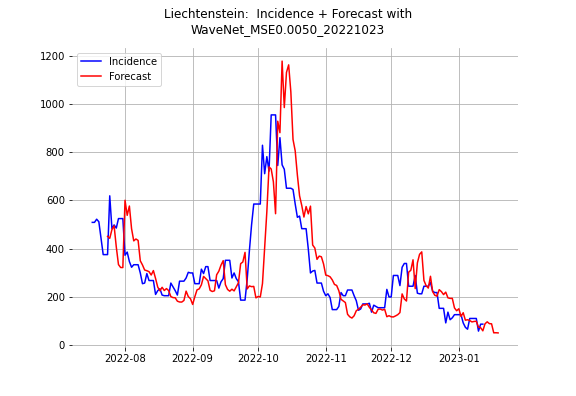 Liechtenstein:  Incidence + Forecast with
WaveNet_MSE0.0050_20221023
Incidence
Forecast
1200
1000
800
600
400
200
0
2022-08 2022-09 2022-10 2022-11 2022-12 2023-01